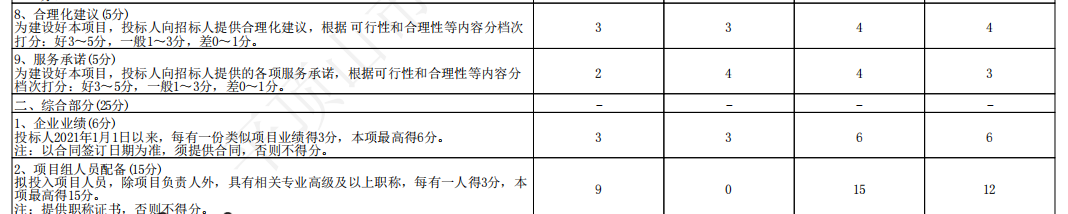 8、合理化建议(5分)
为建设好本项目，投标人向招标人提供合理化建议，根据 可行性和合理性等内容分档次
打分：好3～5分，一般1～3分，差0～1分。
3 3 4 4
9、服务承诺(5分)
为建设好本项目，投标人向招标人提供的各项服务承诺，根据可行性和合理性等内容分
档次打分：好3～5分，一般1～3分，差0～1分。
2 4 4 3
二、综合部分(25分) － － － －
1、企业业绩(6分)
投标人2021年1月1日以来，每有一份类似项目业绩得3分，本项最高得6分。
注：以合同签订日期为准，须提供合同，否则不得分。
3 3 6 6
2、项目组人员配备(15分)
拟投入项目人员，除项目负责人外，具有相关专业高级及以上职称，每有一人得3分，本
项最高得15分。
注：提供职称证书，否则不得分。
9 0 15 12